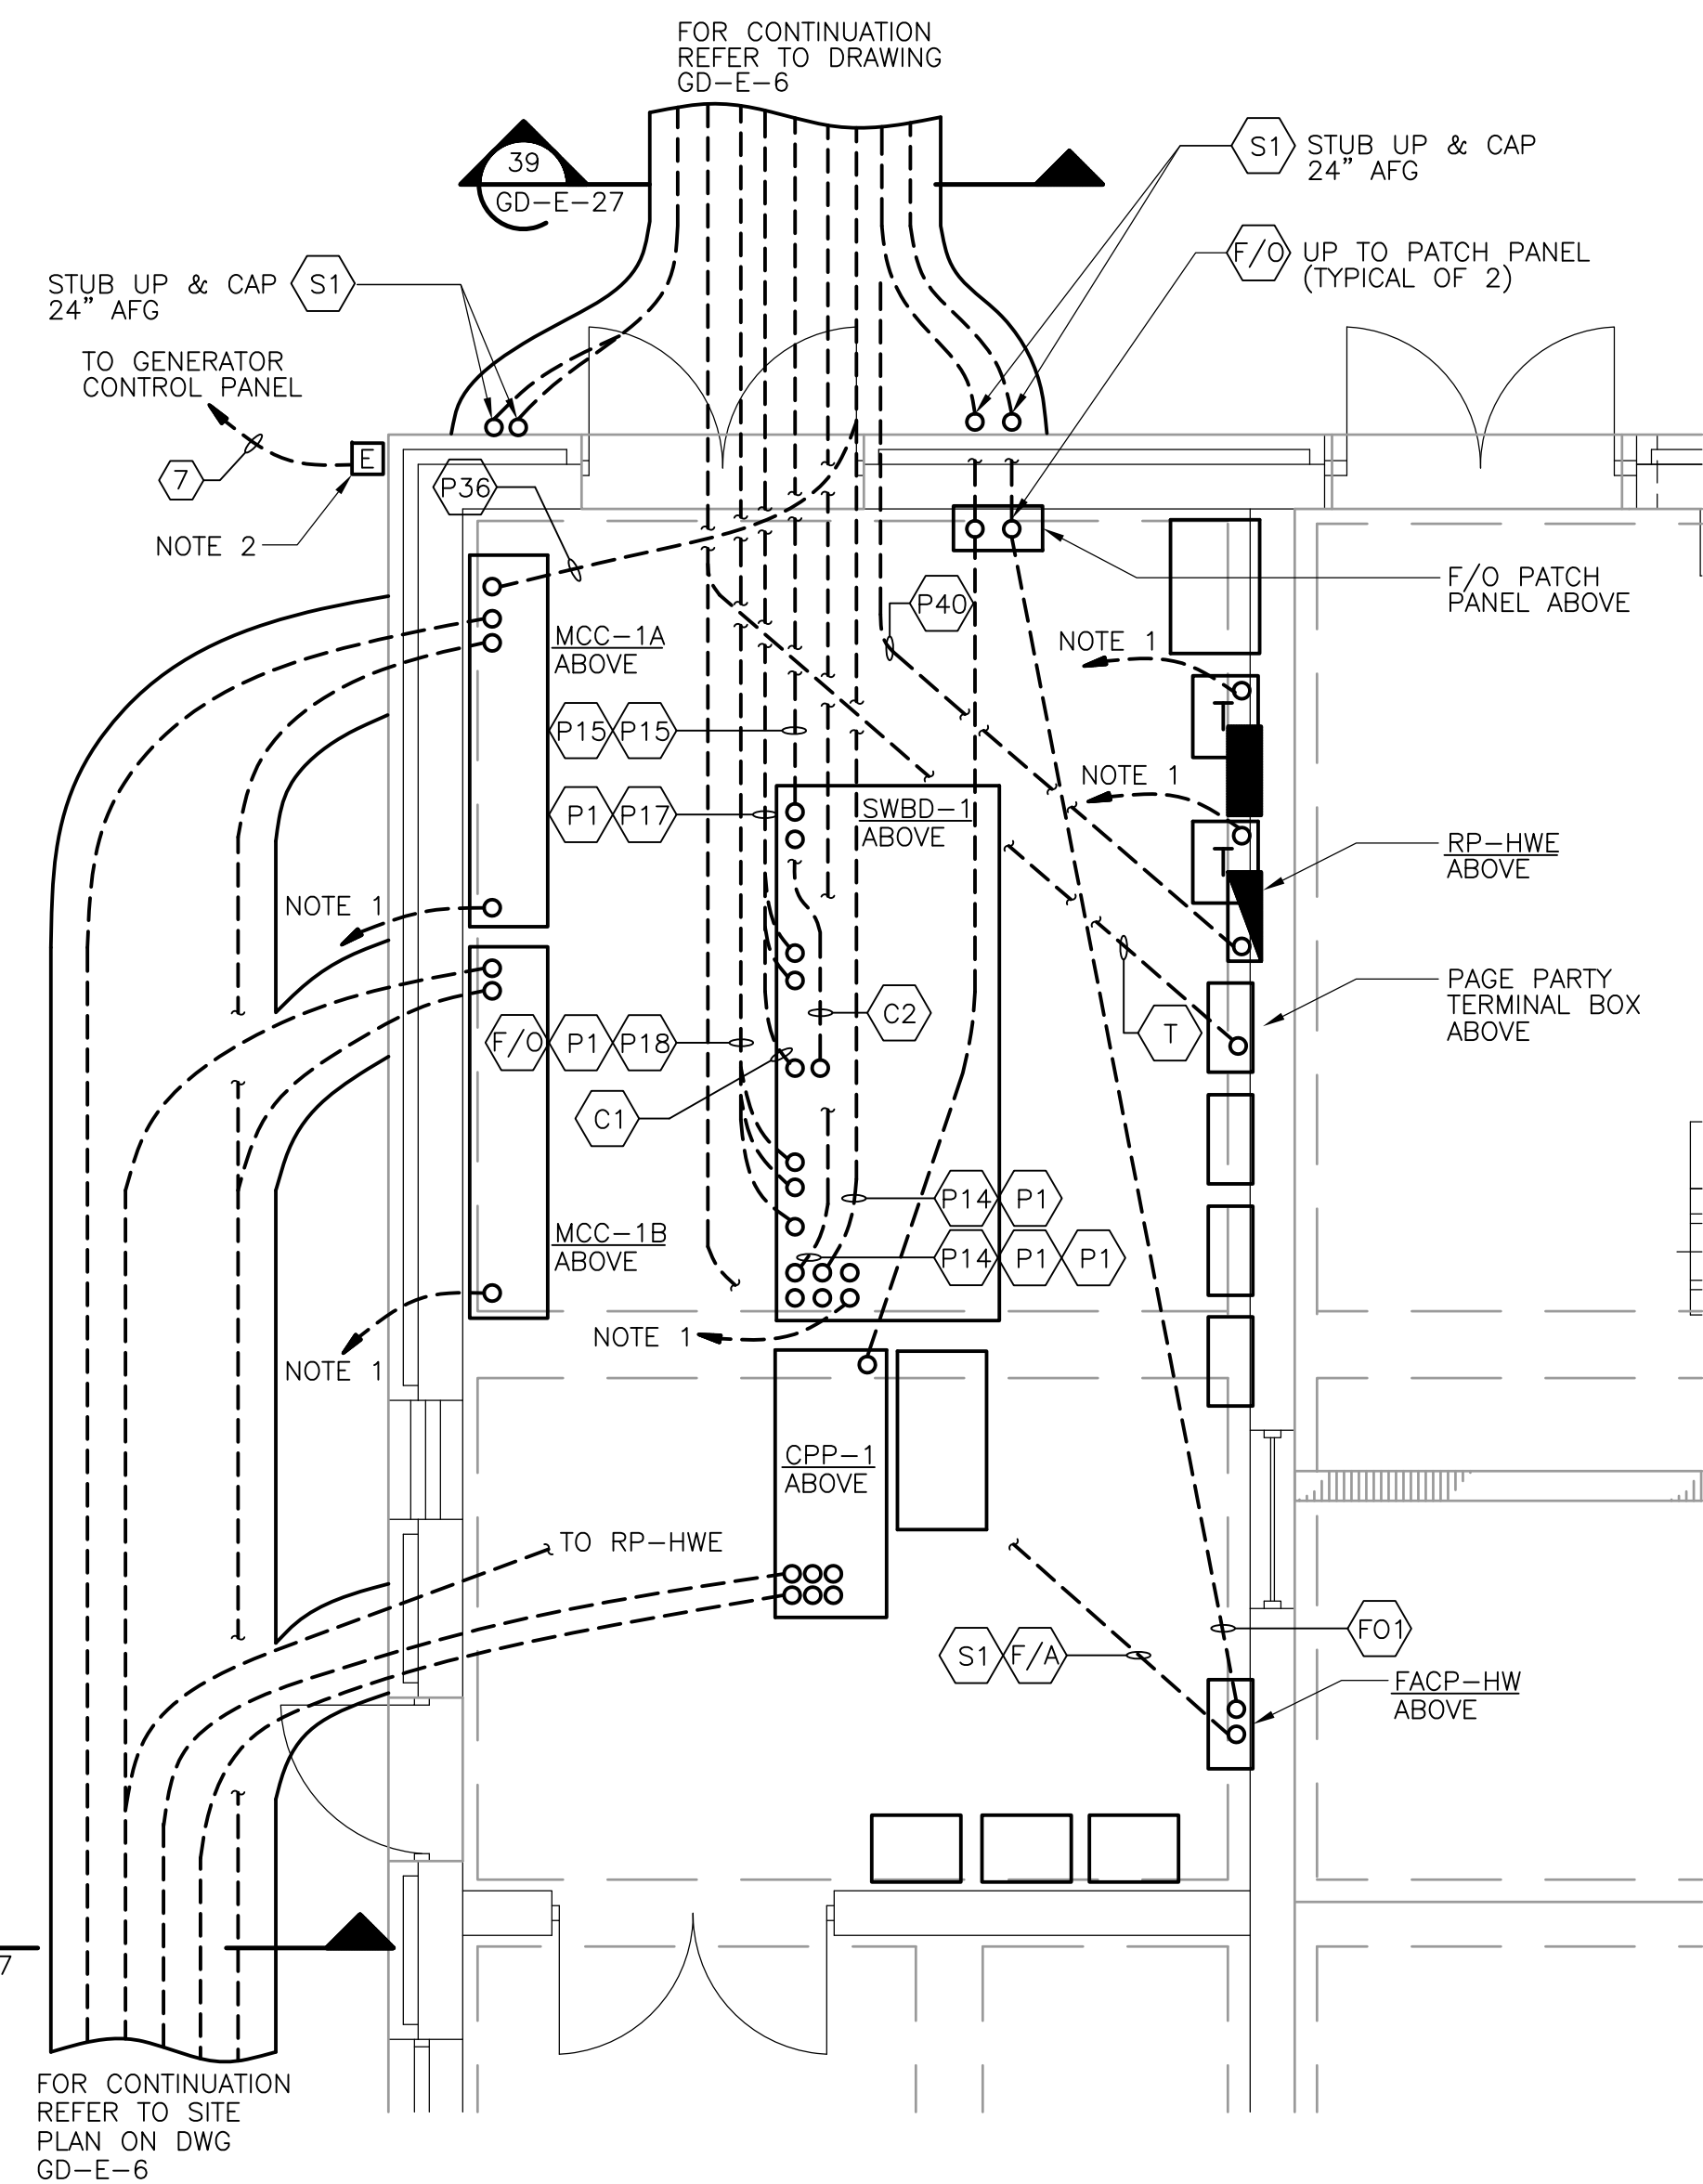 FOR CONTINUATION
REFER TO DRAWING
GD-E-6
39
GD-E-27
S1
STUB UP & CAP
24" AFG
F/O
UP TO PATCH PANEL
(TYPICAL OF 2)
STUB UP & CAP
24" AFG
S1
TO GENERATOR
CONTROL PANEL
7
E
NOTE 2
P36
F/O PATCH
PANEL ABOVE
P40
NOTE 1
MCC-1A
ABOVE
P15 P15
NOTE 1
P1 P17
SWBD-1
ABOVE
RP-HWE
ABOVE
NOTE 1
PAGE PARTY
TERMINAL BOX
ABOVE
C2
T
F/O P1 P18
C1
P14 P1
MCC-1B
ABOVE
P14 P1 P1
NOTE 1
NOTE 1
CPP-1
ABOVE
TO RP-HWE
S1 F/A
FO1
FACP-HW
ABOVE
7
FOR CONTINUATION
REFER TO SITE
PLAN ON DWG
GD-E-6